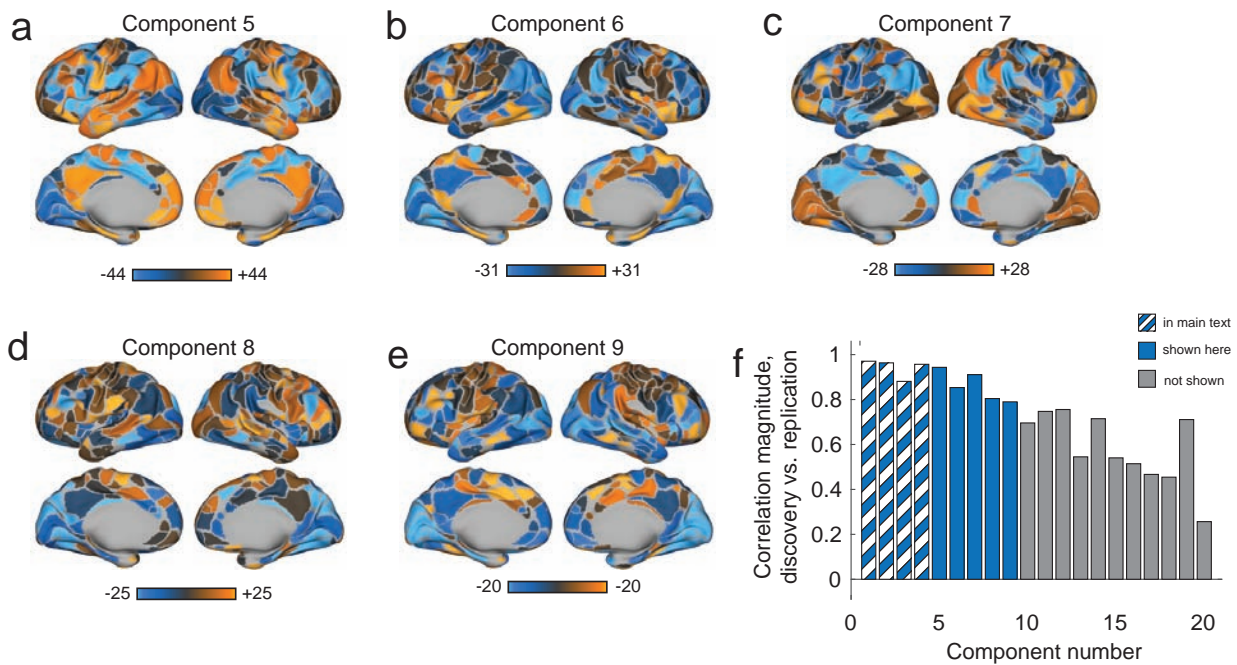 a
Component 5
-44
+44
b
Component 6
-31
+31
c
Component 7
-28
+28
d
Component 8
-25
+25
e
Component 9
-20
-20
f
in main text
shown here
not shown
Correlation magnitude,
discovery vs. replication
1
0.8
0.6
0.4
0.2
0
0
5
10
15
20
Component number